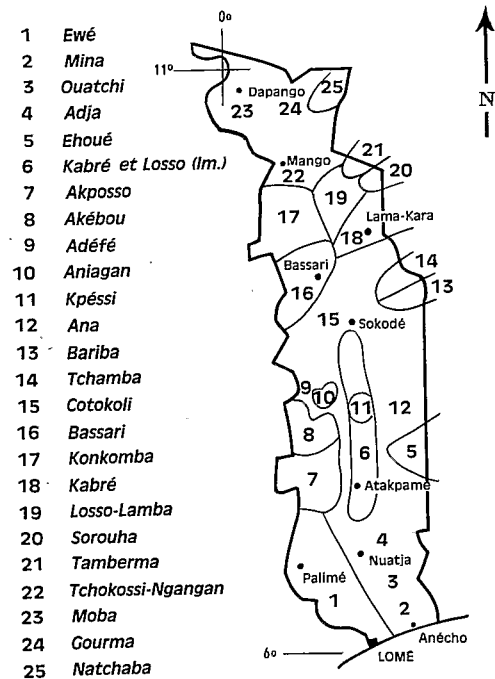 1 Ewé
2 Mina
3 Ouatchi
4 Adja
5 Ehoué
6 Kabré et Losso (Im.)
7 Akposso
8 Akébou
9 Adéfé
10 Aniagan
11 Kpéssi
12 Ana
13 Bariba
14 Tchamba
15 Cotokoli
16 Bassari
17 Konkomba
18 Kabré
19 Losso-Lamba
20 Sorouha
21 Tamberma
22 Tchokossi-Ngangan
23 Moba
24 Gourma
25 Natchaba
0º
11º
N
Dapango
25
23
24
Mango
21
22
20
19
17
Lama-Kara
18
14
Bassari
13
16
15
Sokodé
9
10
11
12
8
6
5
7
Atakpamé
4
Nuatja
Palimé
3
1
2
Anécho
6º
LOMÉ